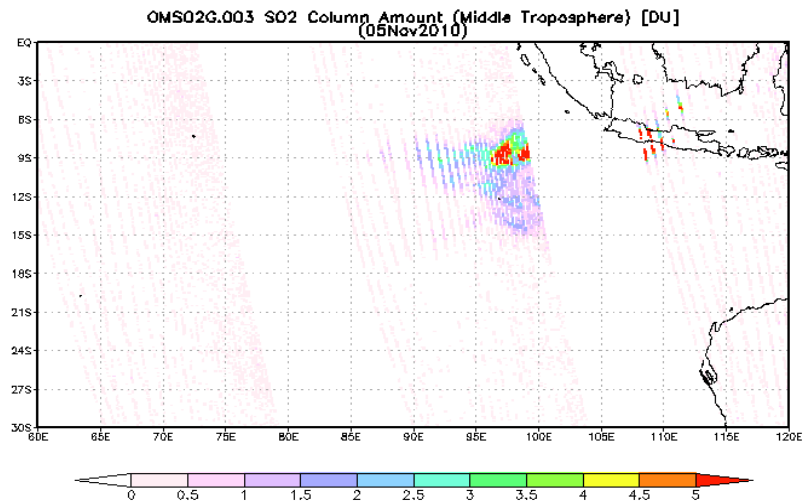 OMSO2G.003 SO2 Column Amount (Middle Troposphere) [DU]
(05Nov2010)
EQ
3S
6S
9S
12S
15S
18S
21S
24S
27S
30S
60E 65E 70E 75E 80E 85E 90E 95E 100E 105E 110E 115E 120E
0 0.5 1 1.5 2 2.5 3 3.5 4 4.5 5